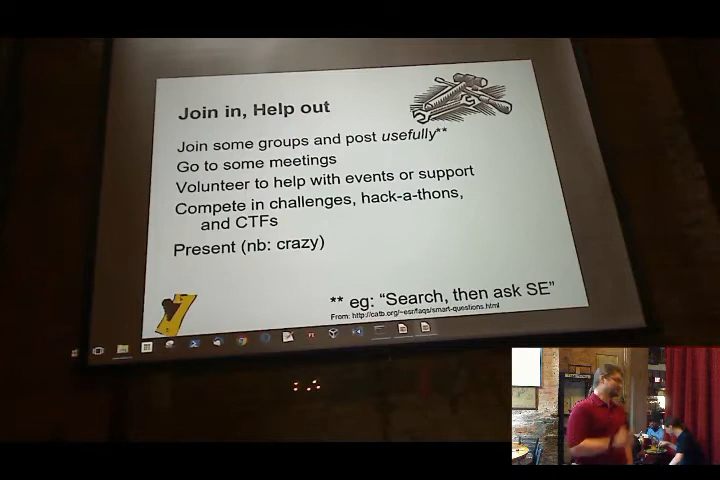 Join in, Help out
Join some groups and post usefully**
Go to some meetings
Volunteer to help with events or support
Compete in challenges, hack-a-thons,
and CTFs
Present (nb: crazy)
** eg: "Search, then ask SE"
From: http://catb.org/~esr/faqs/smart-questions.html